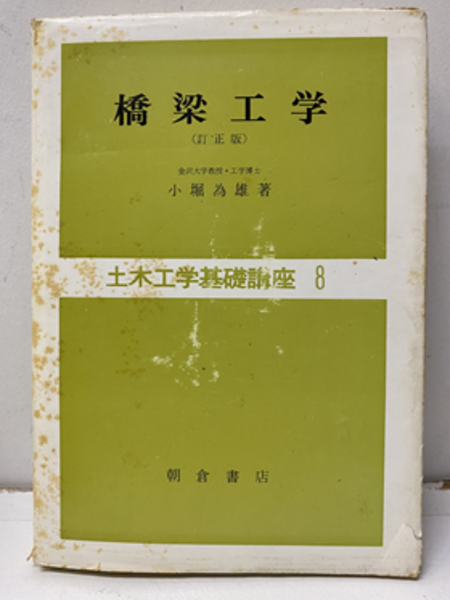 橋梁工学
（訂正版）
金沢大学教授・工学博士
小堀為雄著
土木工学基礎講座 8
朝倉書店